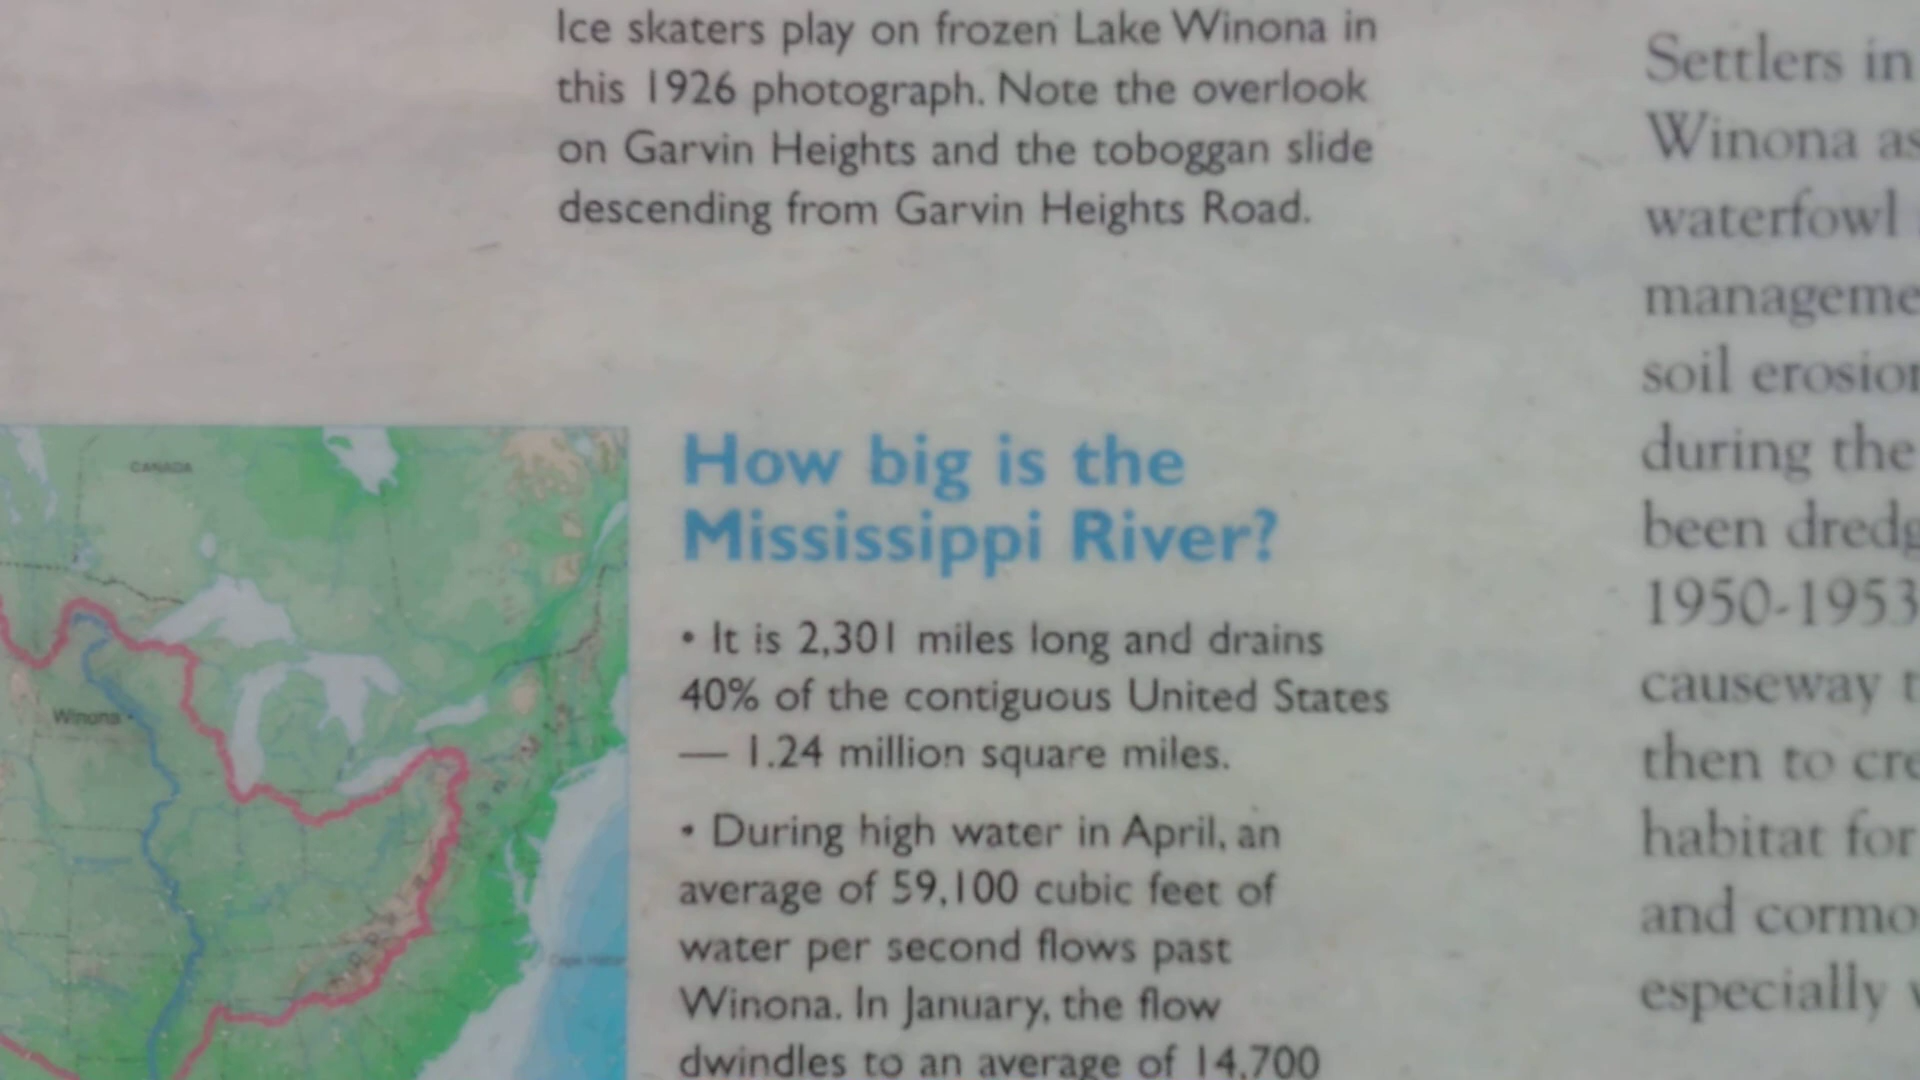 Ice skaters play on frozen Lake Winona in
this 1926 photograph. Note the overlook
on Garvin Heights and the toboggan slide
descending from Garvin Heights Road.
CANADA
Winona
How big is the
Mississippi River?
• It is 2,301 miles long and drains
40% of the contiguous United States
— 1.24 million square miles.
• During high water in April, an
average of 59,100 cubic feet of
water per second flows past
Winona. In January, the flow
dwindles to an average of 14,700
Settlers in
Winona as
waterfowl
manageme
soil erosion
during the
been dredg
1950-1953
causeway t
then to cre
habitat for
and cormo
especially